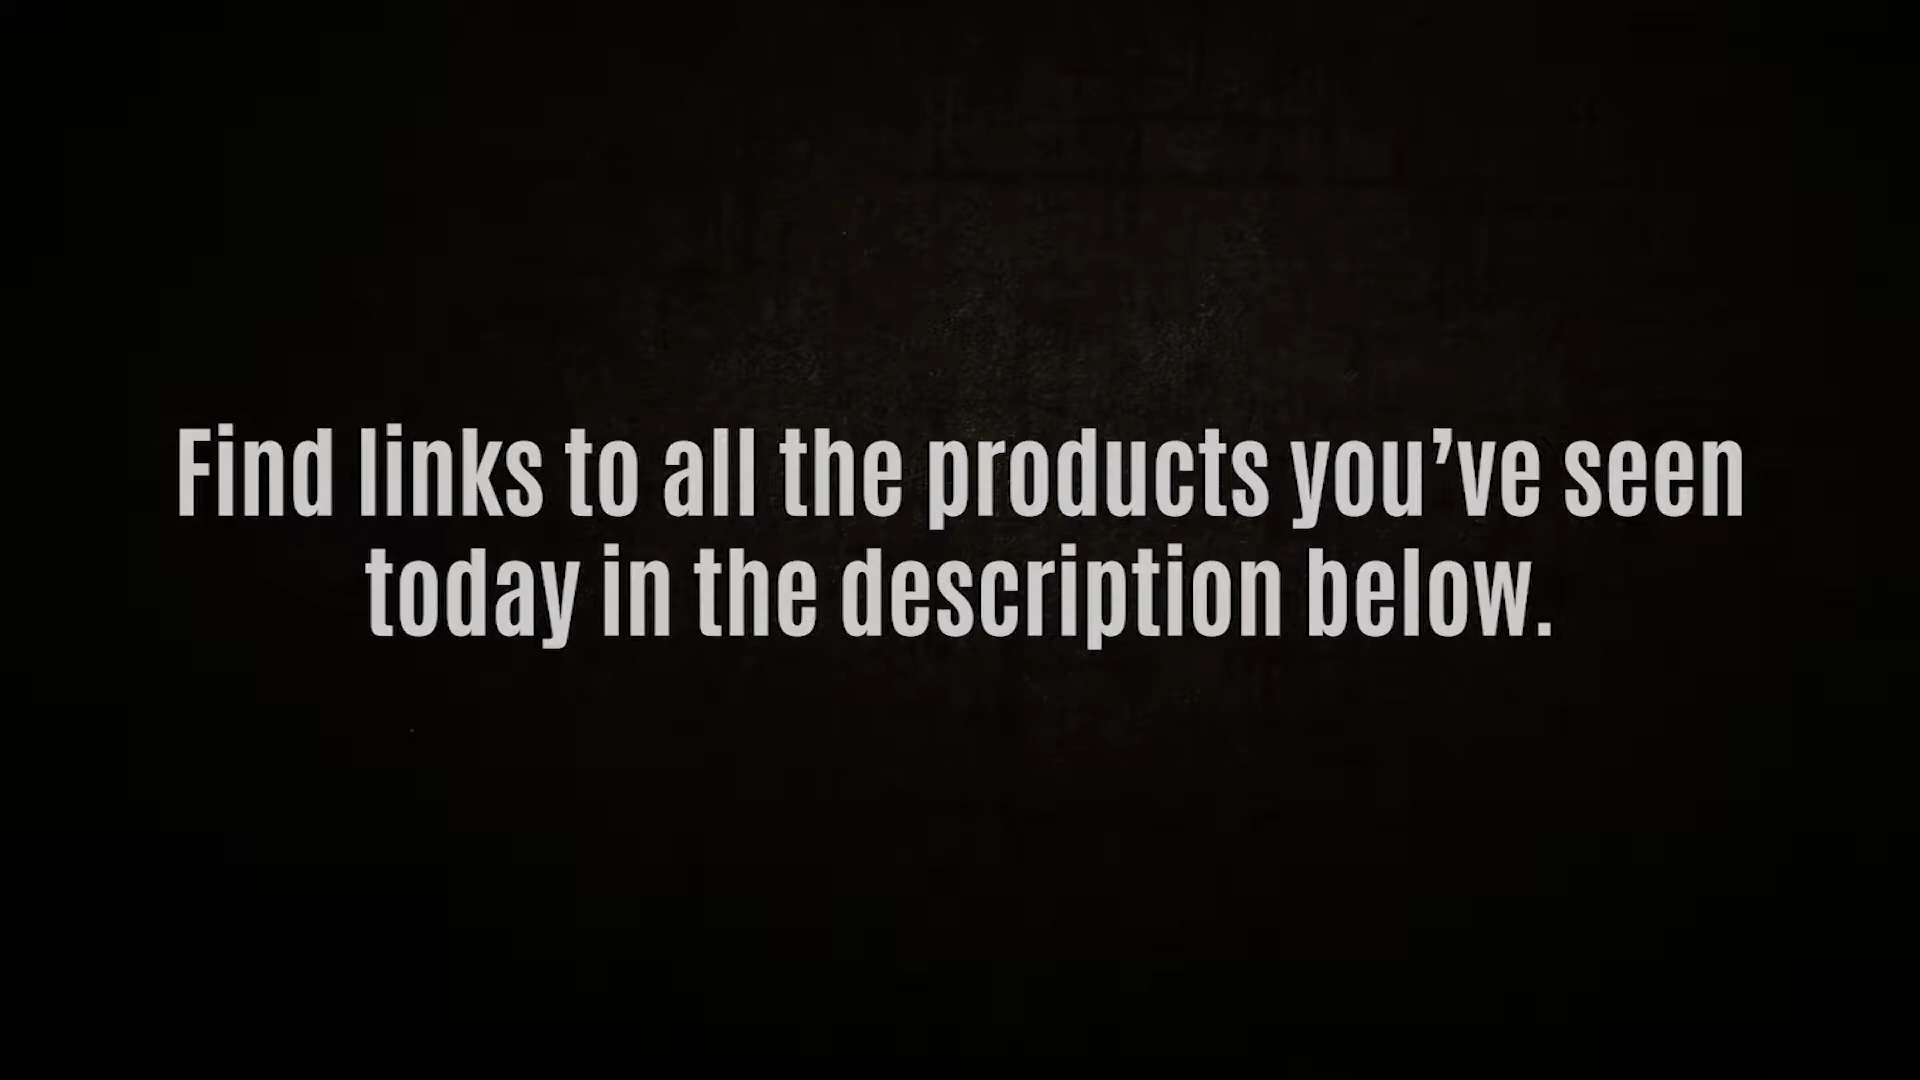 Find links to all the products you’ve seen
today in the description below.